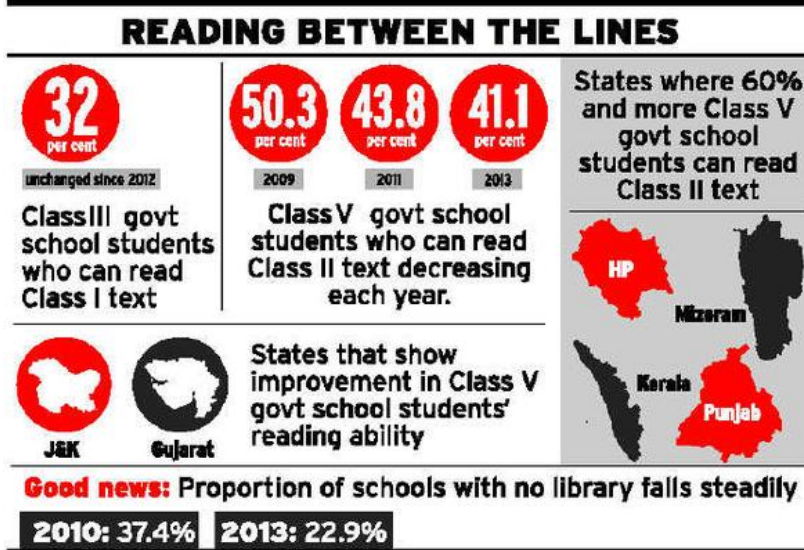 READING BETWEEN THE LINES
32
per cent
unchanged since 2012
Class III govt
school students
who can read
Class I text
50.3
per cent
2009
43.8
per cent
2011
41.1
per cent
2013
Class V govt school
students who can read
Class II text decreasing
each year.
States where 60%
and more Class V
govt school
students can read
Class II text
HP
Mizoram
Kerala
Punjab
J&K
Gujarat
States that show
improvement in Class V
govt school students'
reading ability
Good news: Proportion of schools with no library falls steadily
2010: 37.4% 2013: 22.9%